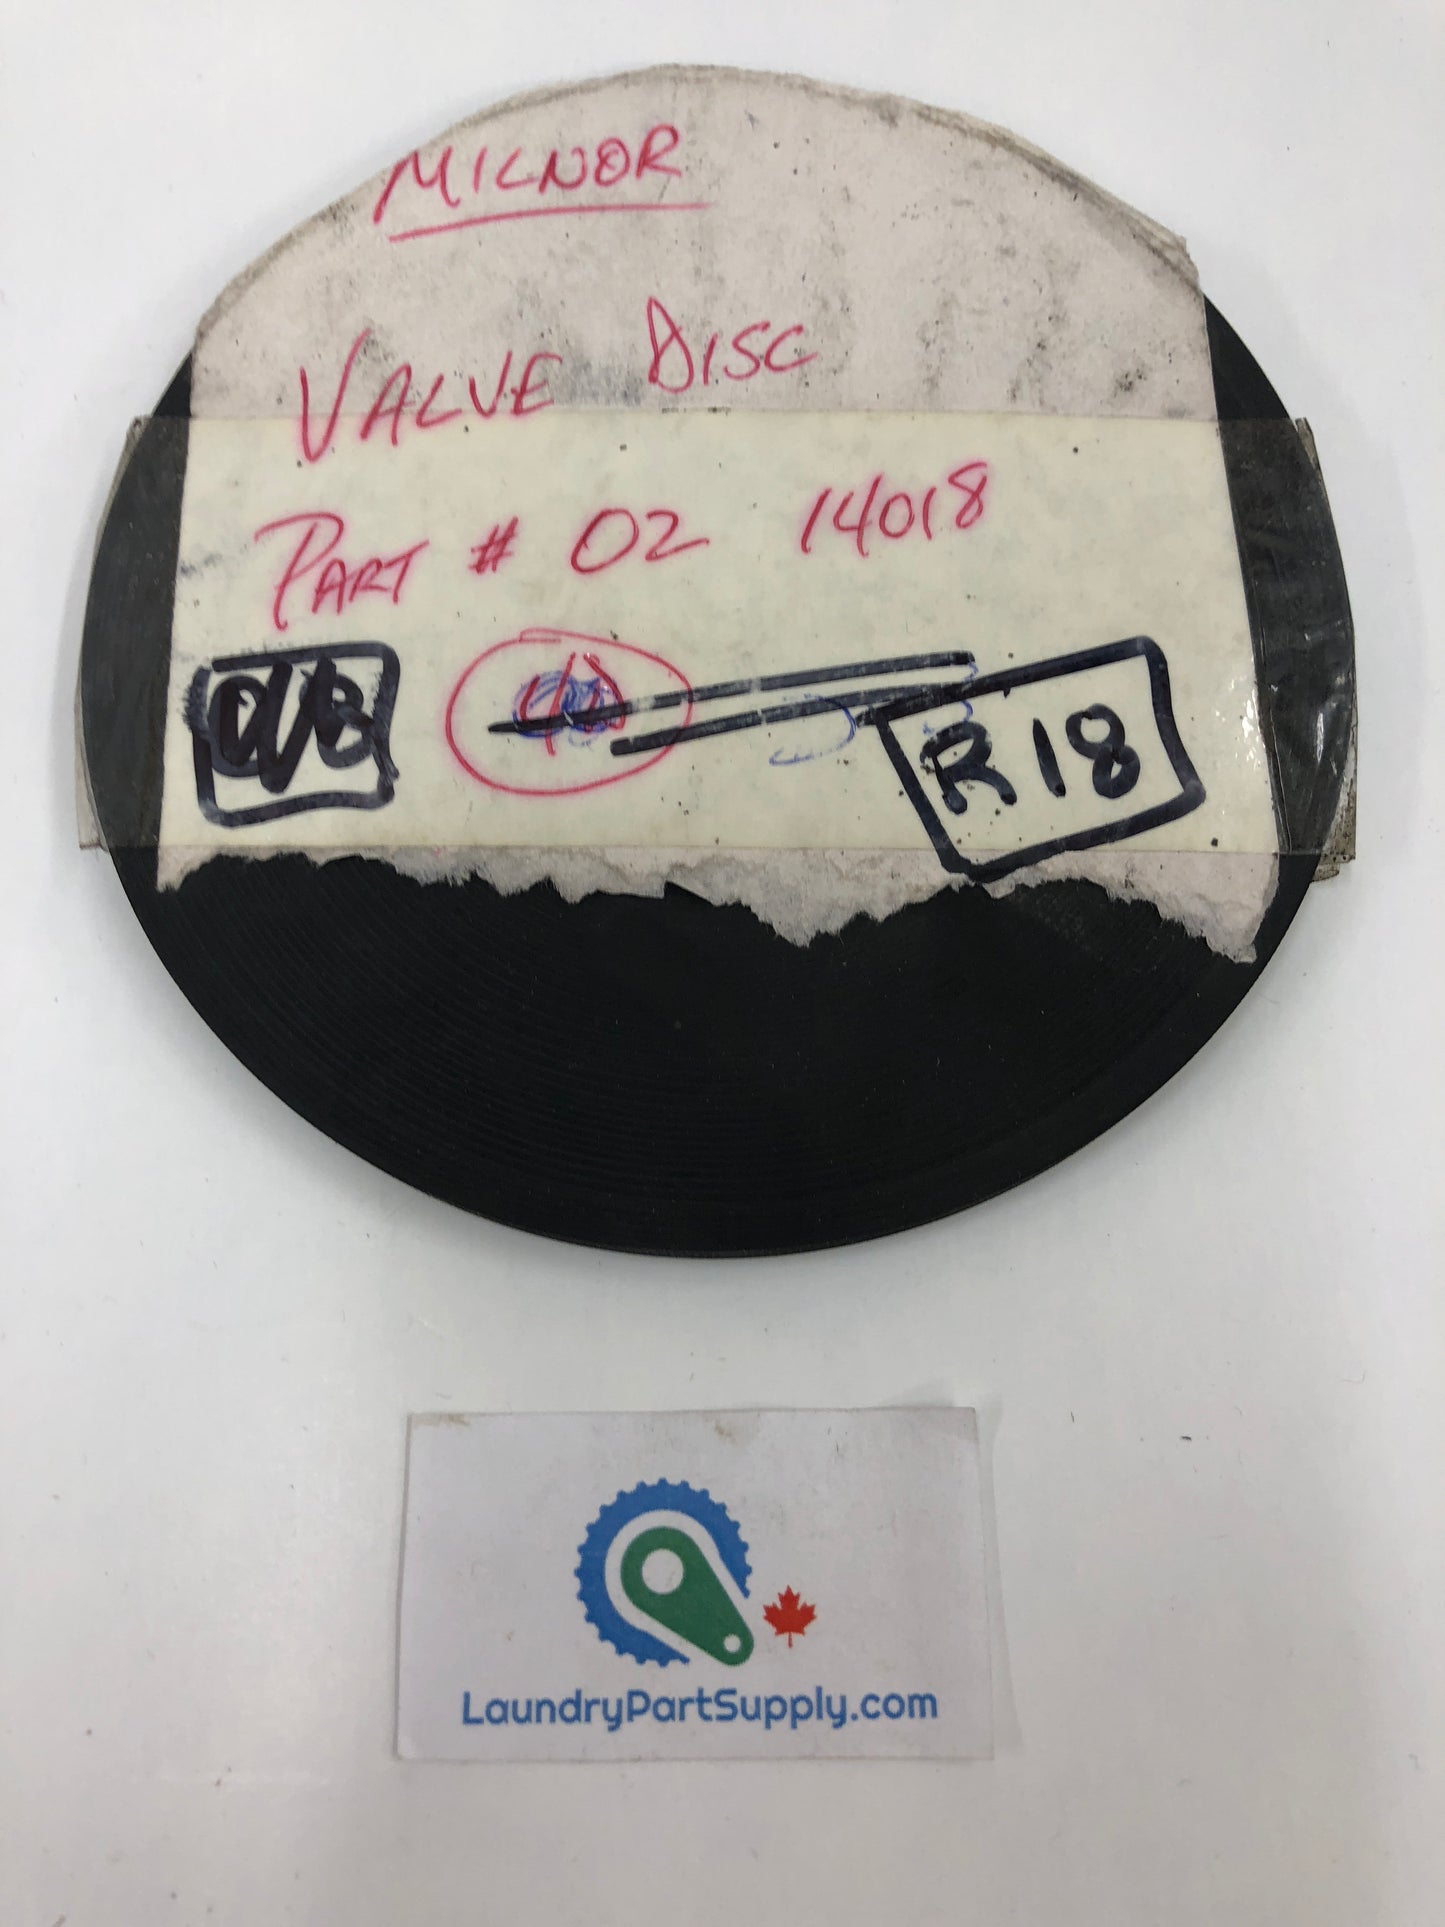 MILNOR
VALVE DISC
PART # 02 14018
R18
LaundryPartSupply.com